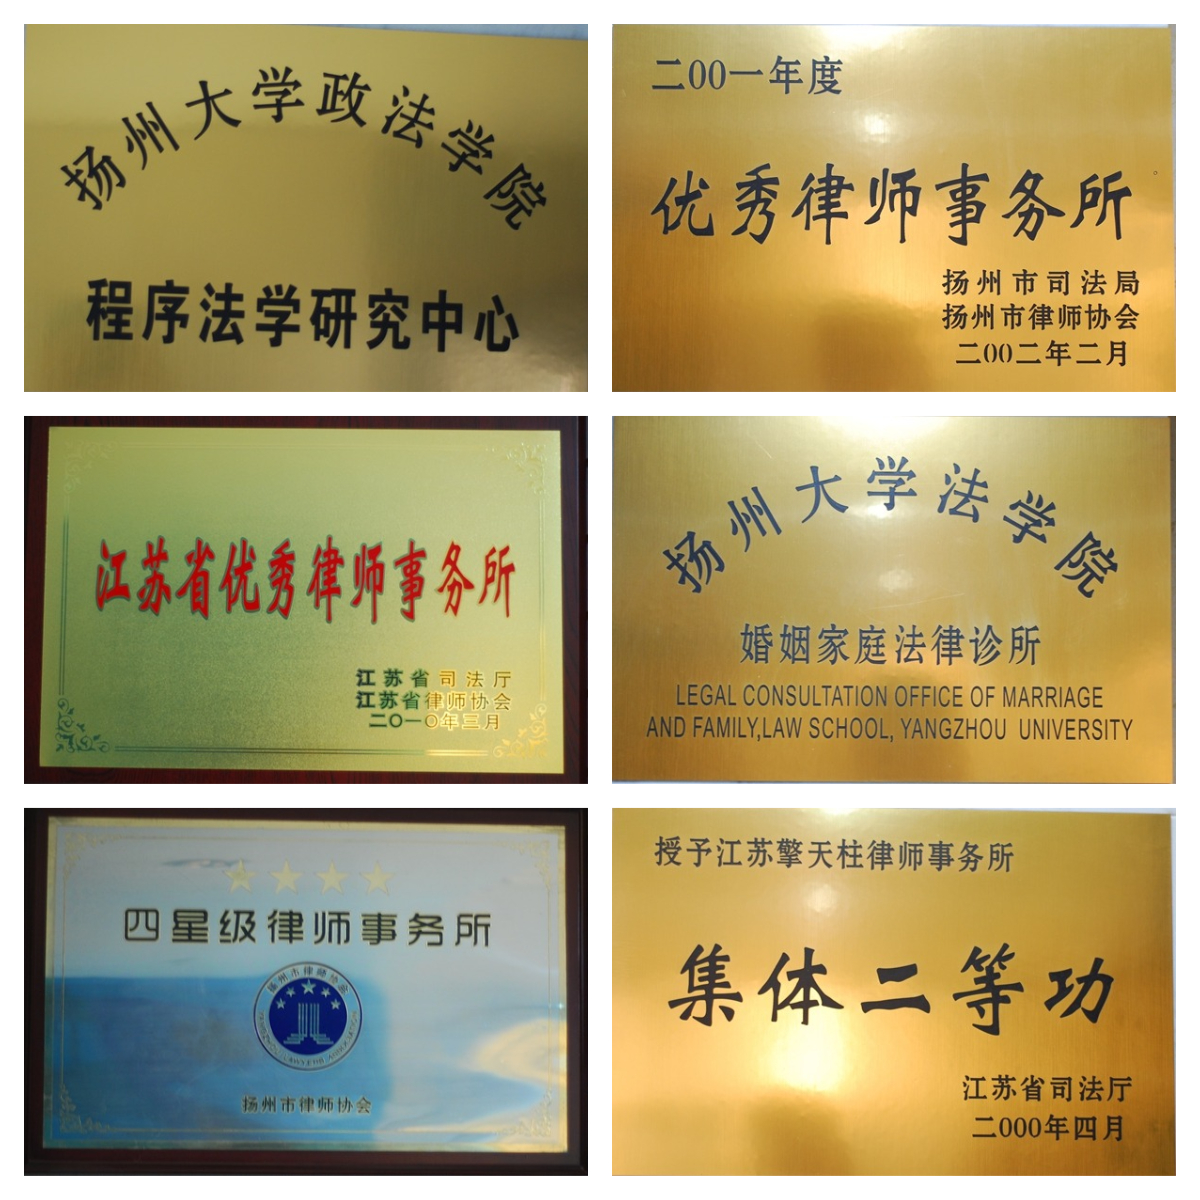 扬州大学政法学院
程序法学研究中心
二00一年度
优秀律师事务所
扬州市司法局
扬州市律师协会
二00二年二月
江苏省优秀律师事务所
江苏省司法厅
江苏省律师协会
二〇一〇年三月
扬州大学法学院
婚姻家庭法律诊所
LEGAL CONSULTATION OFFICE OF MARRIAGE
AND FAMILY,LAW SCHOOL, YANGZHOU UNIVERSITY
四星级律师事务所
扬州市律师协会
扬州市律师协会
授予江苏擎天柱律师事务所
集体二等功
江苏省司法厅
二000年四月